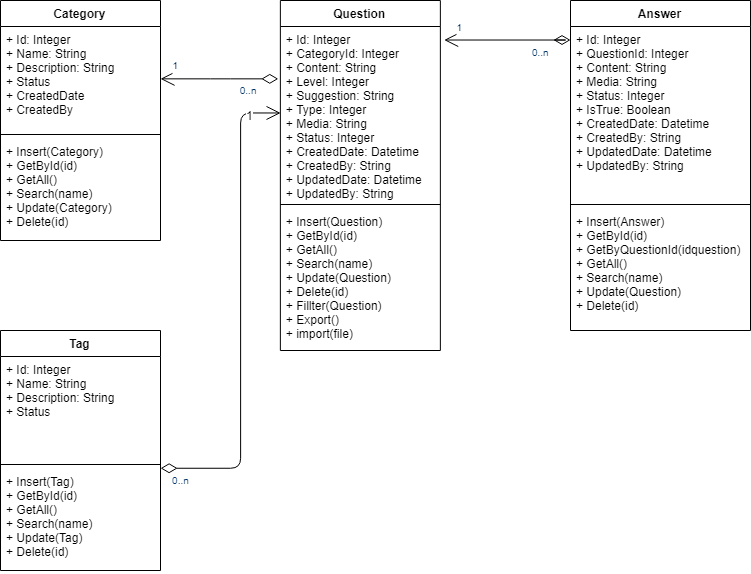 Category
+ Id: Integer
+ Name: String
+ Description: String
+ Status
+ CreatedDate
+ CreatedBy
+ Insert(Category)
+ GetById(id)
+ GetAll()
+ Search(name)
+ Update(Category)
+ Delete(id)
1
0..n
Question
+ Id: Integer
+ CategoryId: Integer
+ Content: String
+ Level: Integer
+ Suggestion: String
+ Type: Integer
+ Media: String
+ Status: Integer
+ CreatedDate: Datetime
+ CreatedBy: String
+ UpdatedDate: Datetime
+ UpdatedBy: String
+ Insert(Question)
+ GetById(id)
+ GetAll()
+ Search(name)
+ Update(Question)
+ Delete(id)
+ Fillter(Question)
+ Export()
+ import(file)
1
0..n
Answer
+ Id: Integer
+ QuestionId: Integer
+ Content: String
+ Media: String
+ Status: Integer
+ IsTrue: Boolean
+ CreatedDate: Datetime
+ CreatedBy: String
+ UpdatedDate: Datetime
+ UpdatedBy: String
+ Insert(Answer)
+ GetById(id)
+ GetByQuestionId(idquestion)
+ GetAll()
+ Search(name)
+ Update(Question)
+ Delete(id)
1
Tag
+ Id: Integer
+ Name: String
+ Description: String
+ Status
+ Insert(Tag)
+ GetById(id)
+ GetAll()
+ Search(name)
+ Update(Tag)
+ Delete(id)
0..n